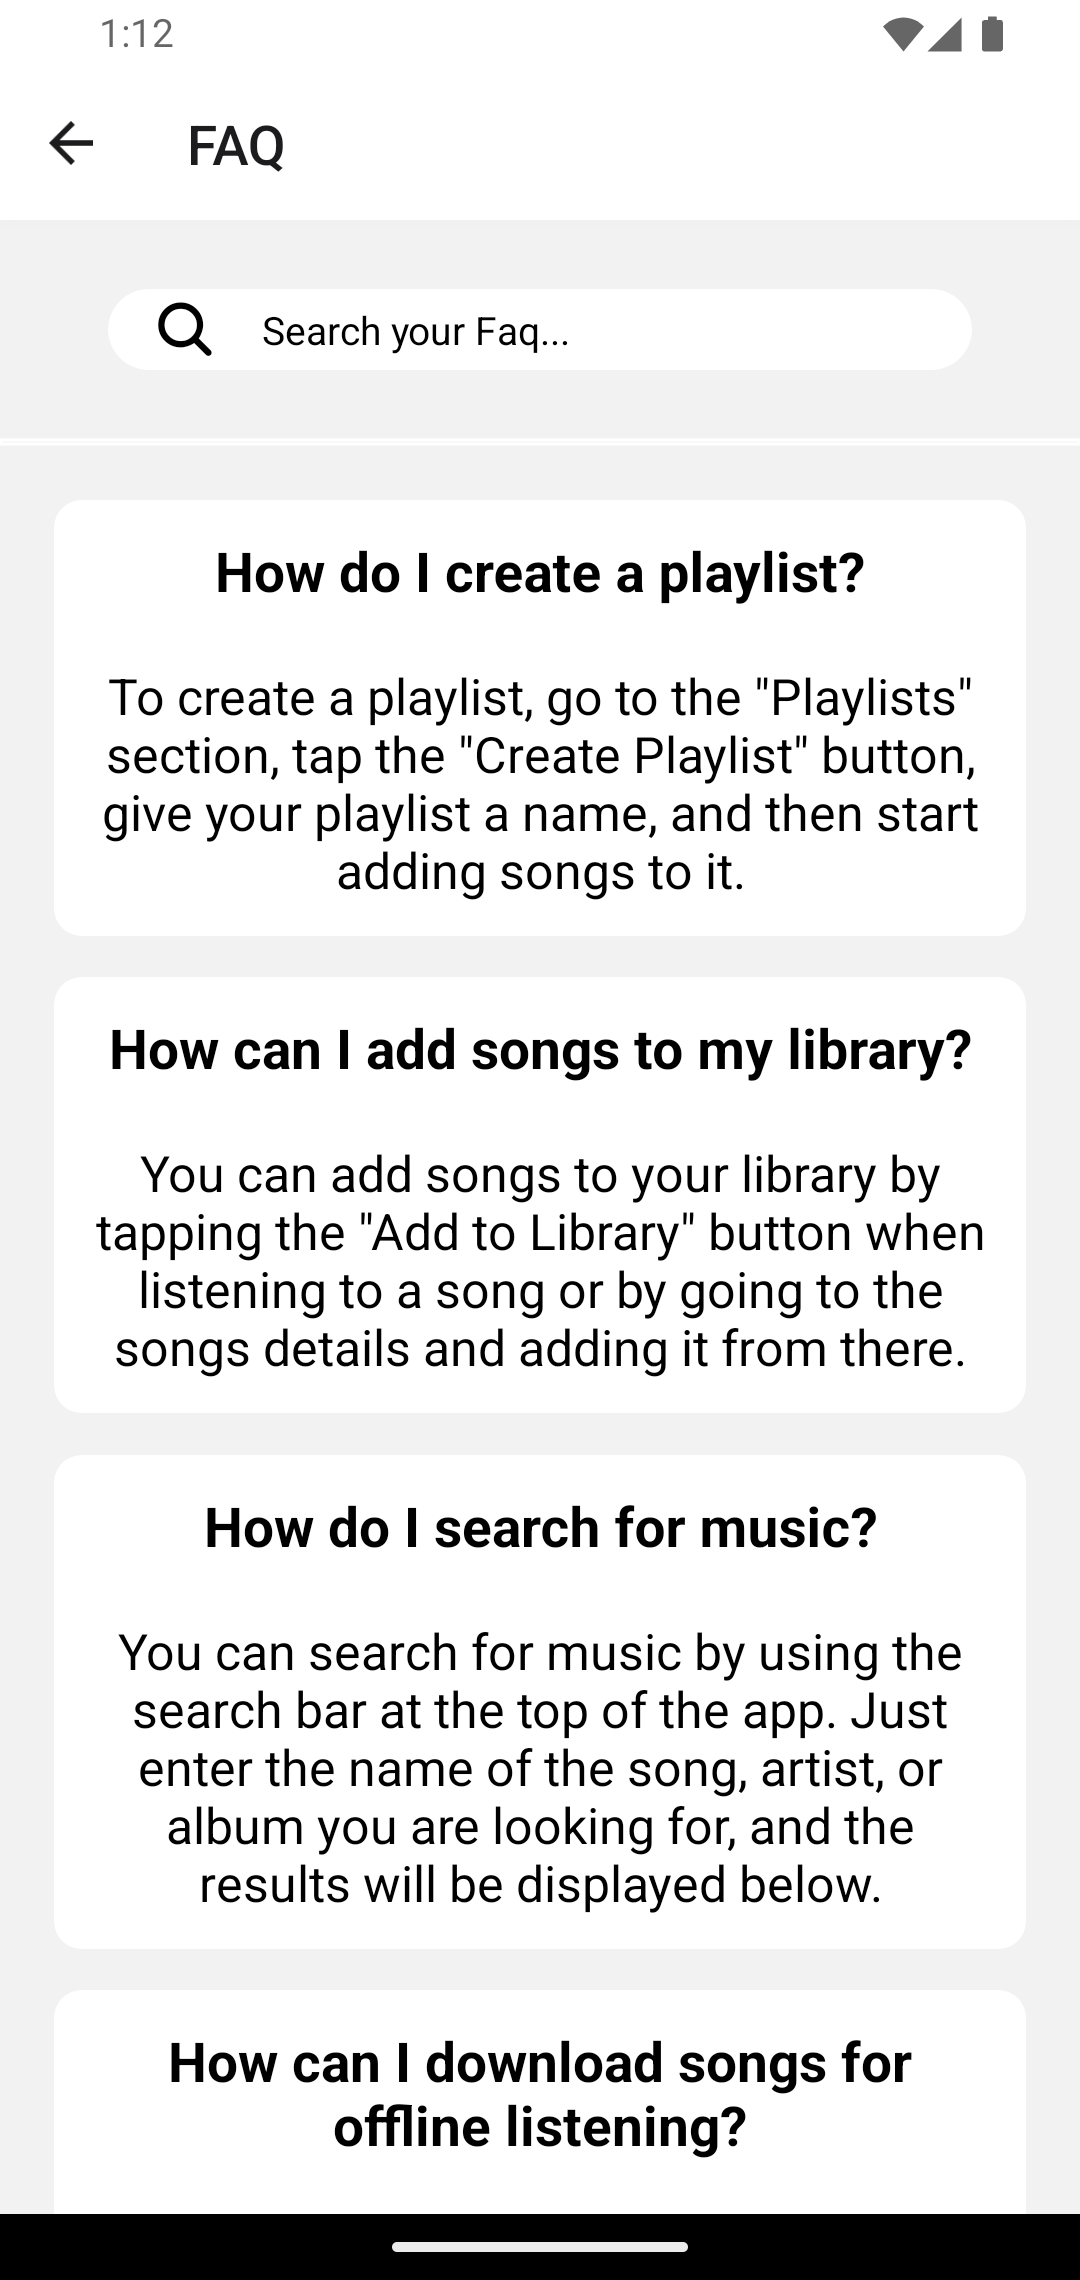 1:12
FAQ
Search your Faq...
How do I create a playlist?
To create a playlist, go to the "Playlists"
section, tap the "Create Playlist" button,
give your playlist a name, and then start
adding songs to it.
How can I add songs to my library?
You can add songs to your library by
tapping the "Add to Library" button when
listening to a song or by going to the
songs details and adding it from there.
How do I search for music?
You can search for music by using the
search bar at the top of the app. Just
enter the name of the song, artist, or
album you are looking for, and the
results will be displayed below.
How can I download songs for
offline listening?